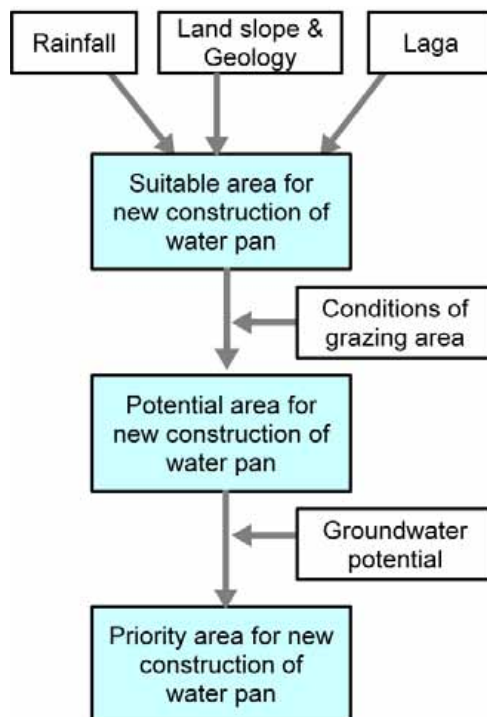 Rainfall
Land slope &
Geology
Laga
Suitable area for
new construction of
water pan
Conditions of
grazing area
Potential area for
new construction of
water pan
Groundwater
potential
Priority area for new
construction of
water pan